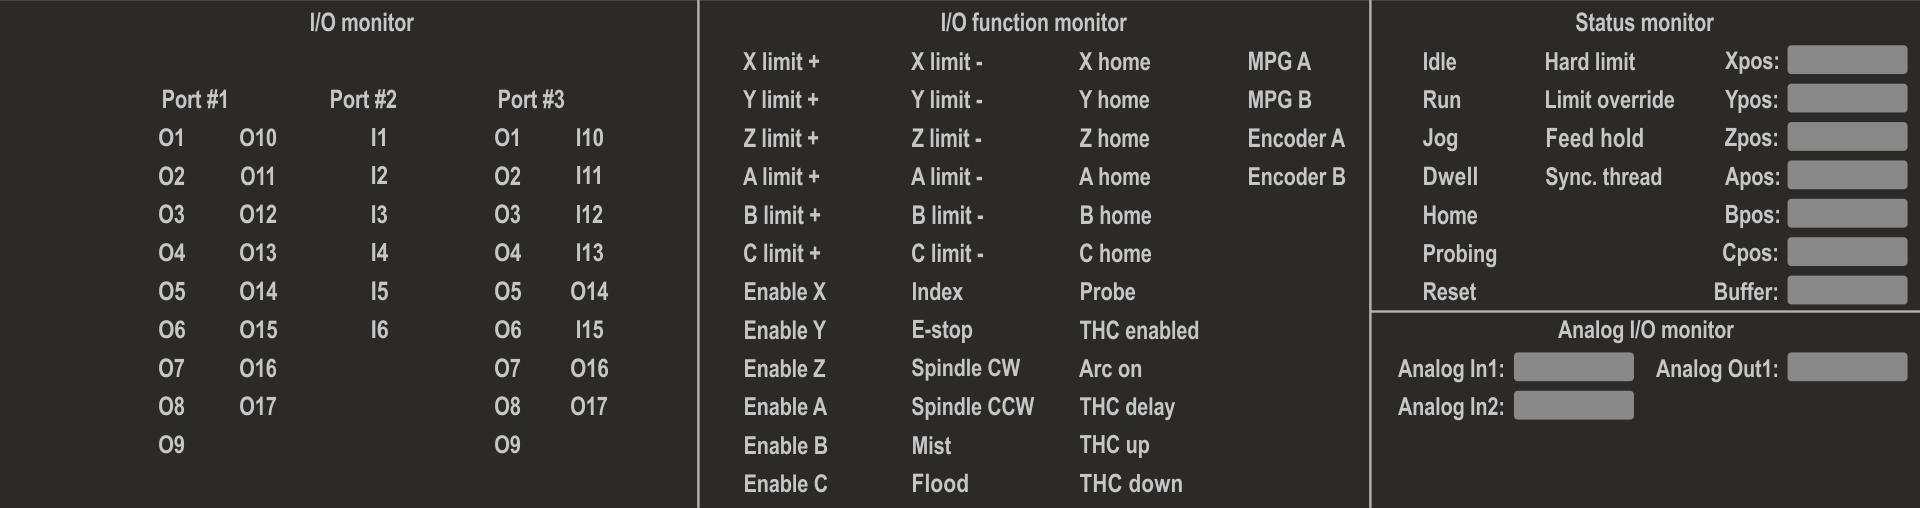 I/O monitor
Port #1 Port #2 Port #3
O1 O10 I1 O1 I10
O2 O11 I2 O2 I11
O3 O12 I3 O3 I12
O4 O13 I4 O4 I13
O5 O14 I5 O5 O14
O6 O15 I6 O6 I15
O7 O16 O7 O16
O8 O17 O8 O17
O9 O9
I/O function monitor
X limit + X limit - X home MPG A
Y limit + Y limit - Y home MPG B
Z limit + Z limit - Z home Encoder A
A limit + A limit - A home Encoder B
B limit + B limit - B home
C limit + C limit - C home
Enable X Index Probe
Enable Y E-stop THC enabled
Enable Z Spindle CW Arc on
Enable A Spindle CCW THC delay
Enable B Mist THC up
Enable C Flood THC down
Status monitor
Idle Hard limit Xpos:
Run Limit override Ypos:
Jog Feed hold Zpos:
Dwell Sync. thread Apos:
Home Bpos:
Probing Cpos:
Reset Buffer:
Analog I/O monitor
Analog In1: Analog Out1:
Analog In2: